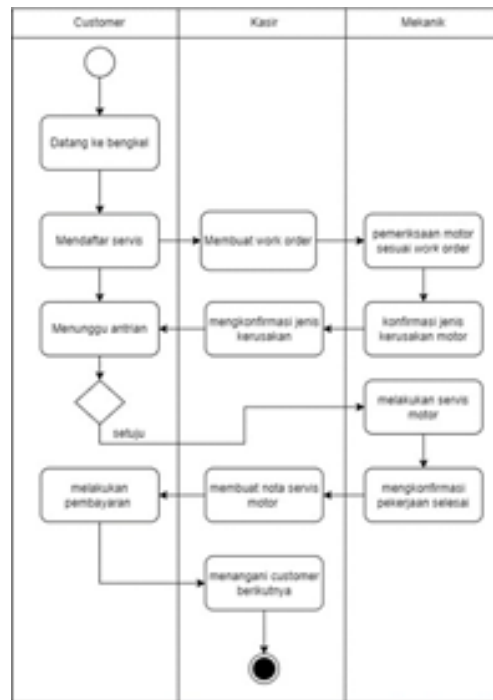 Customer
Kasir
Mekanik
Datang ke bengkel
Mendaftar servis
Membuat work order
pemeriksaan motor
sesuai work order
Menunggu antrian
mengkonfirmasi jenis
kerusakan
konfirmasi jenis
kerusakan motor
setuju
melakukan servis
motor
melakukan
pembayaran
membuat nota servis
motor
mengkonfirmasi
pekerjaan selesai
menangani customer
berikutnya